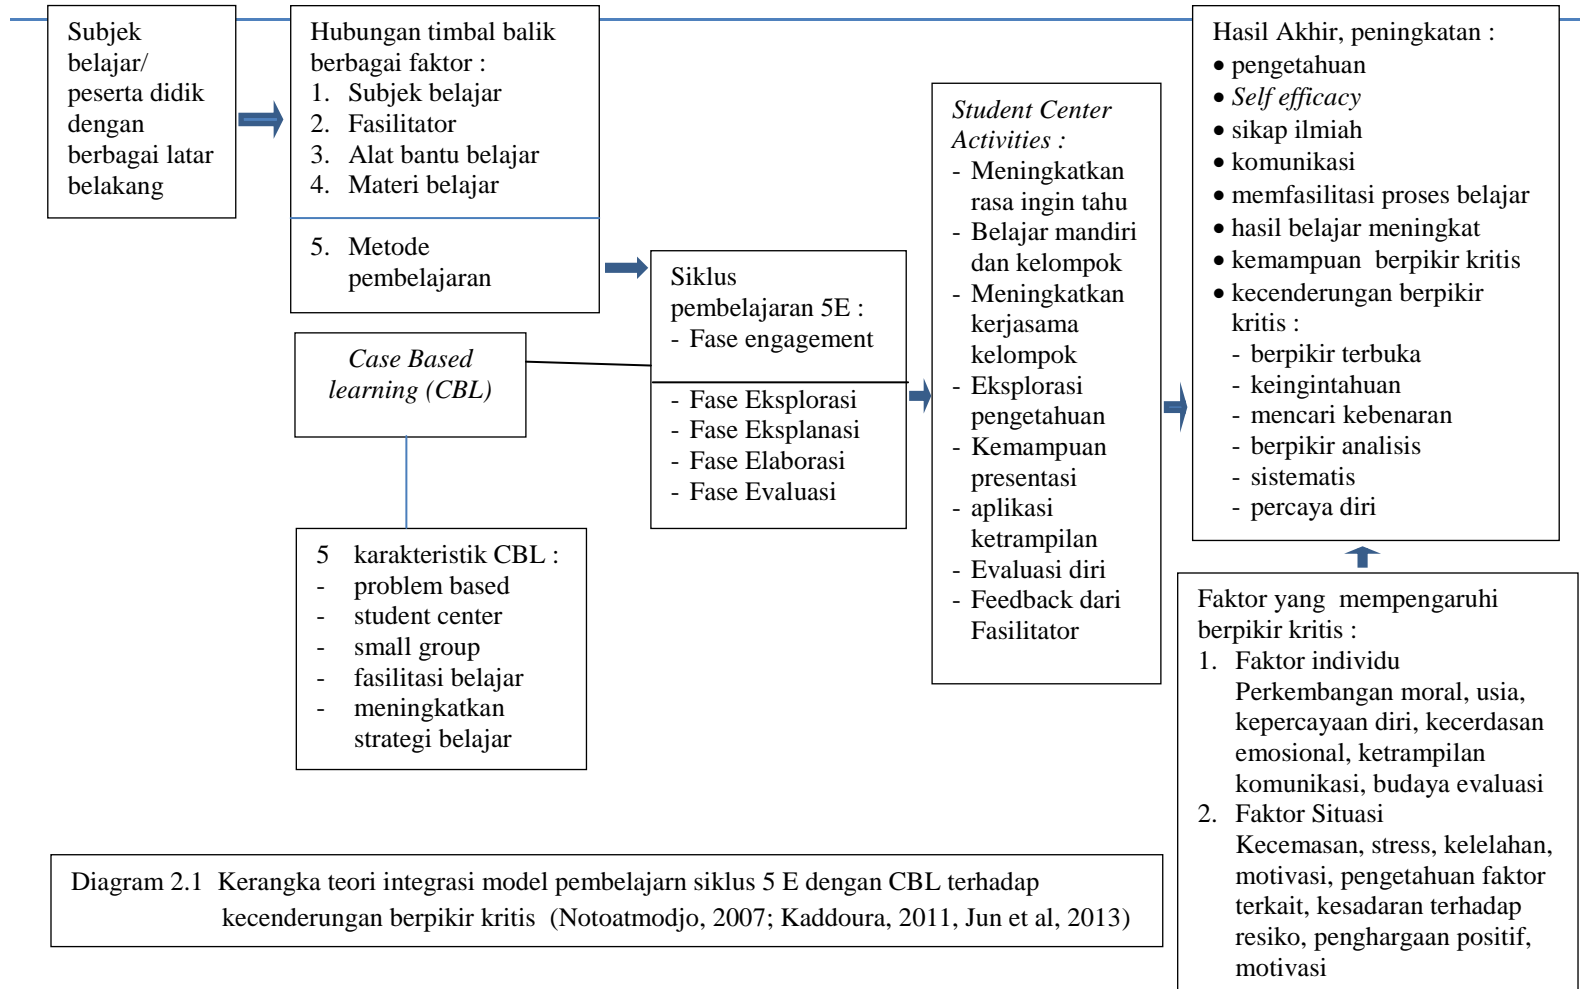 Subjek
belajar/
peserta didik
dengan
berbagai latar
belakang
Hubungan timbal balik
berbagai faktor :
1. Subjek belajar
2. Fasilitator
3. Alat bantu belajar
4. Materi belajar
5. Metode
pembelajaran
Case Based
learning (CBL)
5 karakteristik CBL :
- problem based
- student center
- small group
- fasilitasi belajar
- meningkatkan
strategi belajar
Siklus
pembelajaran 5E :
- Fase engagement
- Fase Eksplorasi
- Fase Eksplanasi
- Fase Elaborasi
- Fase Evaluasi
Student Center
Activities :
- Meningkatkan
rasa ingin tahu
- Belajar mandiri
dan kelompok
- Meningkatkan
kerjasama
kelompok
- Eksplorasi
pengetahuan
- Kemampuan
presentasi
- aplikasi
ketrampilan
- Evaluasi diri
- Feedback dari
Fasilitator
Hasil Akhir, peningkatan :
• pengetahuan
• Self efficacy
• sikap ilmiah
• komunikasi
• memfasilitasi proses belajar
• hasil belajar meningkat
• kemampuan berpikir kritis
• kecenderungan berpikir
kritis :
- berpikir terbuka
- keingintahuan
- mencari kebenaran
- berpikir analisis
- sistematis
- percaya diri
Faktor yang mempengaruhi
berpikir kritis :
1. Faktor individu
Perkembangan moral, usia,
kepercayaan diri, kecerdasan
emosional, ketrampilan
komunikasi, budaya evaluasi
2. Faktor Situasi
Kecemasan, stress, kelelahan,
motivasi, pengetahuan faktor
terkait, kesadaran terhadap
resiko, penghargaan positif,
motivasi
Diagram 2.1 Kerangka teori integrasi model pembelajarn siklus 5 E dengan CBL terhadap
kecenderungan berpikir kritis (Notoatmodjo, 2007; Kaddoura, 2011, Jun et al, 2013)